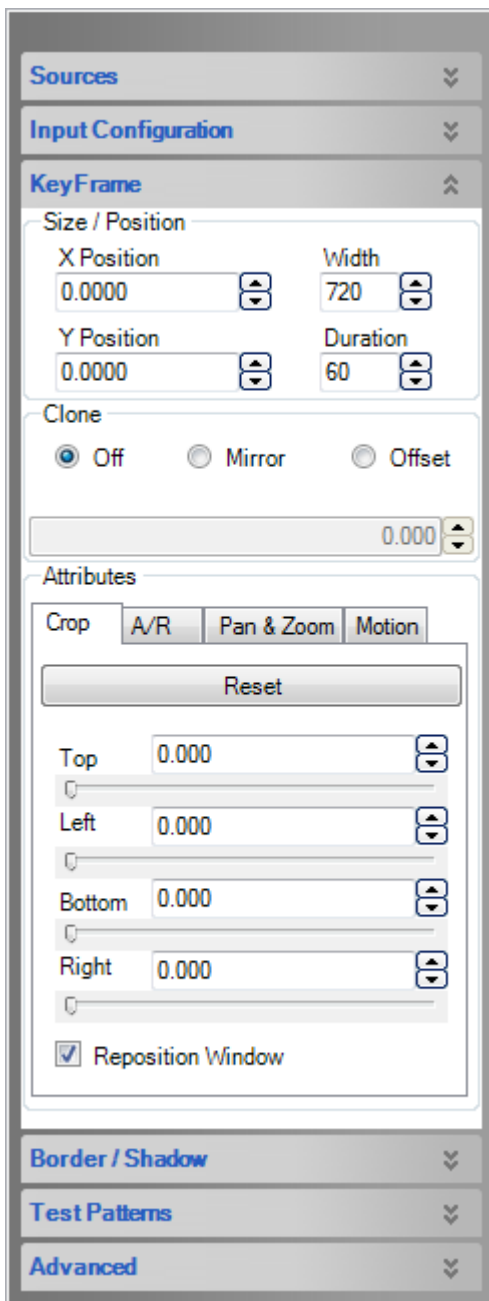 Sources
Input Configuration
KeyFrame
Size / Position
X Position Width
0.0000 720
Y Position Duration
0.0000 60
Clone
Off Mirror Offset
0.000
Attributes
Crop A/R Pan & Zoom Motion
Reset
Top 0.000
Left 0.000
Bottom 0.000
Right 0.000
Reposition Window
Border / Shadow
Test Patterns
Advanced